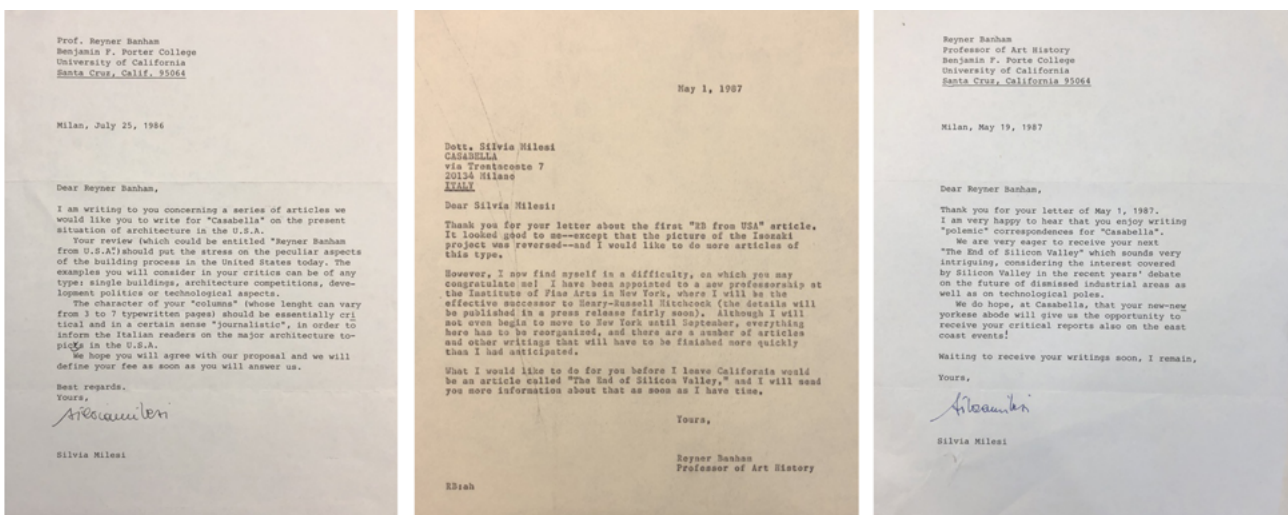 Prof. Reyner Banham
Benjamin F. Porter College
University of California
Santa Cruz, Calif. 95064
Milan, July 25, 1986
Dear Reyner Banham,
I am writing to you concerning a series of articles we
would like you to write for "Casabella" on the present
situation of architecture in the U.S.A.
Your review (which could be entitled "Reyner Banham
from U.S.A.") should put the stress on the peculiar aspects
of the building process in the United States today. The
examples you will consider in your critics can be of any
type: single buildings, architecture competitions, deve-
lopment politics or technological aspects.
The character of your "columns" (whose lenght can vary
from 3 to 7 typewritten pages) should be essentially cri
tical and in a certain sense "journalistic", in order to
inform the Italian readers on the major architecture to-
pics in the U.S.A.
We hope you will agree with our proposal and we will
define your fee as soon as you will answer us.
Best regards.
Yours,
Silvia Milesi
Silvia Milesi
May 1, 1987
Dott. Silvia Milesi
CASABELLA
via Trentacoste 7
20134 Milano
ITALY
Dear Silvia Milesi:
Thank you for your letter about the first "RB from USA" article.
It looked good to me--except that the picture of the Isozaki
project was reversed--and I would like to do more articles of
this type.
However, I now find myself in a difficulty, on which you may
congratulate me! I have been appointed to a new professorship at
the Institute of Fine Arts in New York, where I will be the
effective successor to Henry-Russell Hitchcock (the details will
be published in a press release fairly soon). Although I will
not even begin to move to New York until September, everything
here has to be reorganized, and there are a number of articles
and other writings that will have to be finished more quickly
than I had anticipated.
What I would like to do for you before I leave California would
be an article called "The End of Silicon Valley," and I will send
you more information about that as soon as I have time.
Yours,
Reyner Banham
Professor of Art History
RB:ah
Reyner Banham
Professor of Art History
Benjamin F. Porte College
University of California
Santa Cruz, California 95064
Milan, May 19, 1987
Dear Reyner Banham,
Thank you for your letter of May 1, 1987.
I am very happy to hear that you enjoy writing
"polemic" correspondences for "Casabella".
We are very eager to receive your next
"The End of Silicon Valley" which sounds very
intriguing, considering the interest covered
by Silicon Valley in the recent years' debate
on the future of dismissed industrial areas as
well as on technological poles.
We do hope, at Casabella, that your new-new
yorkese abode will give us the opportunity to
receive your critical reports also on the east
coast events!
Waiting to receive your writings soon, I remain,
Yours,
Silvia Milesi
Silvia Milesi